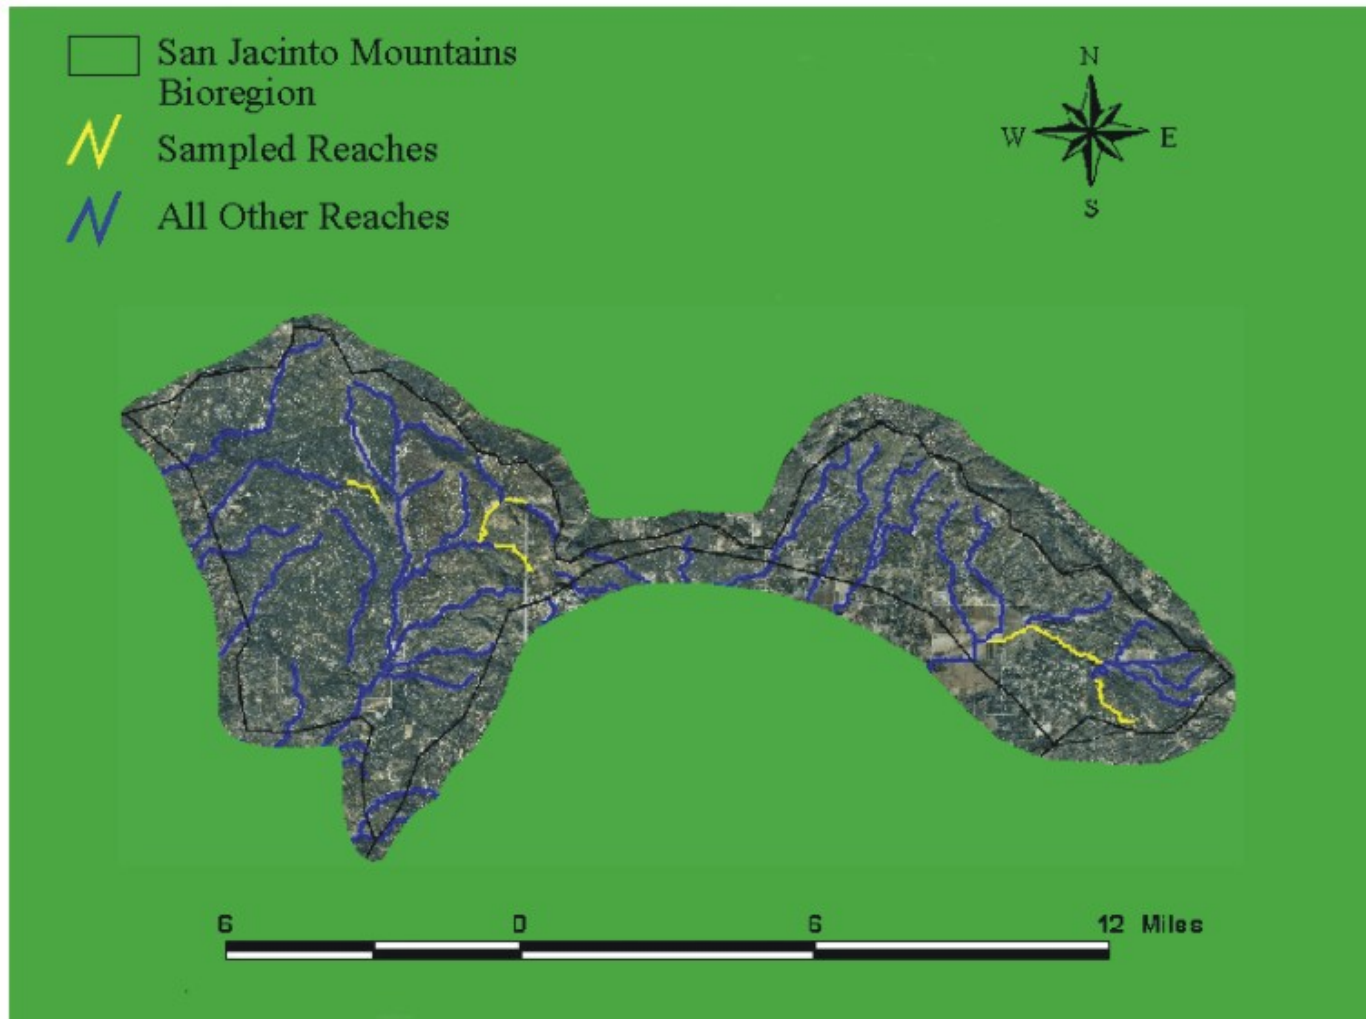 San Jacinto Mountains
Bioregion
Sampled Reaches
All Other Reaches
N
W E
S
6 0 6 12 Miles